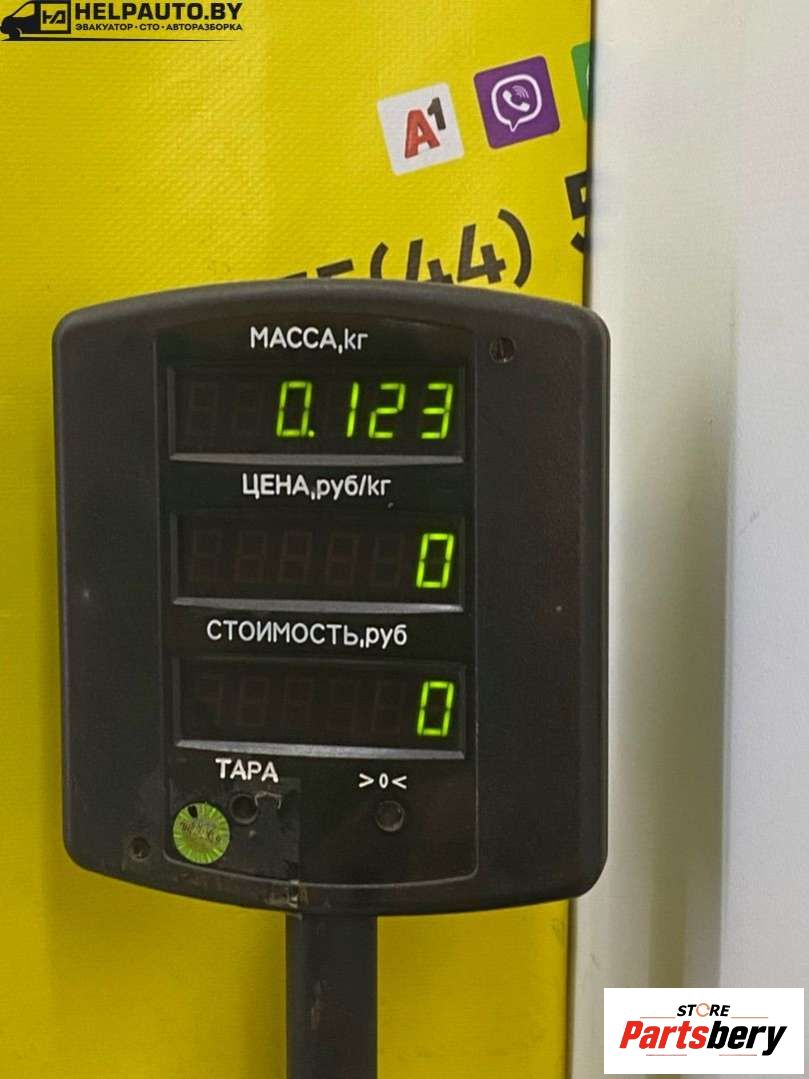 HELPAUTO.BY
ЭВАКУАТОР • СТО • АВТОРАЗБОРКА
A1
(44) 5
МАССА,кг
0.123
ЦЕНА,руб/кг
0
СТОИМОСТЬ,руб
0
ТАРА >0<
STORE
Partsbery